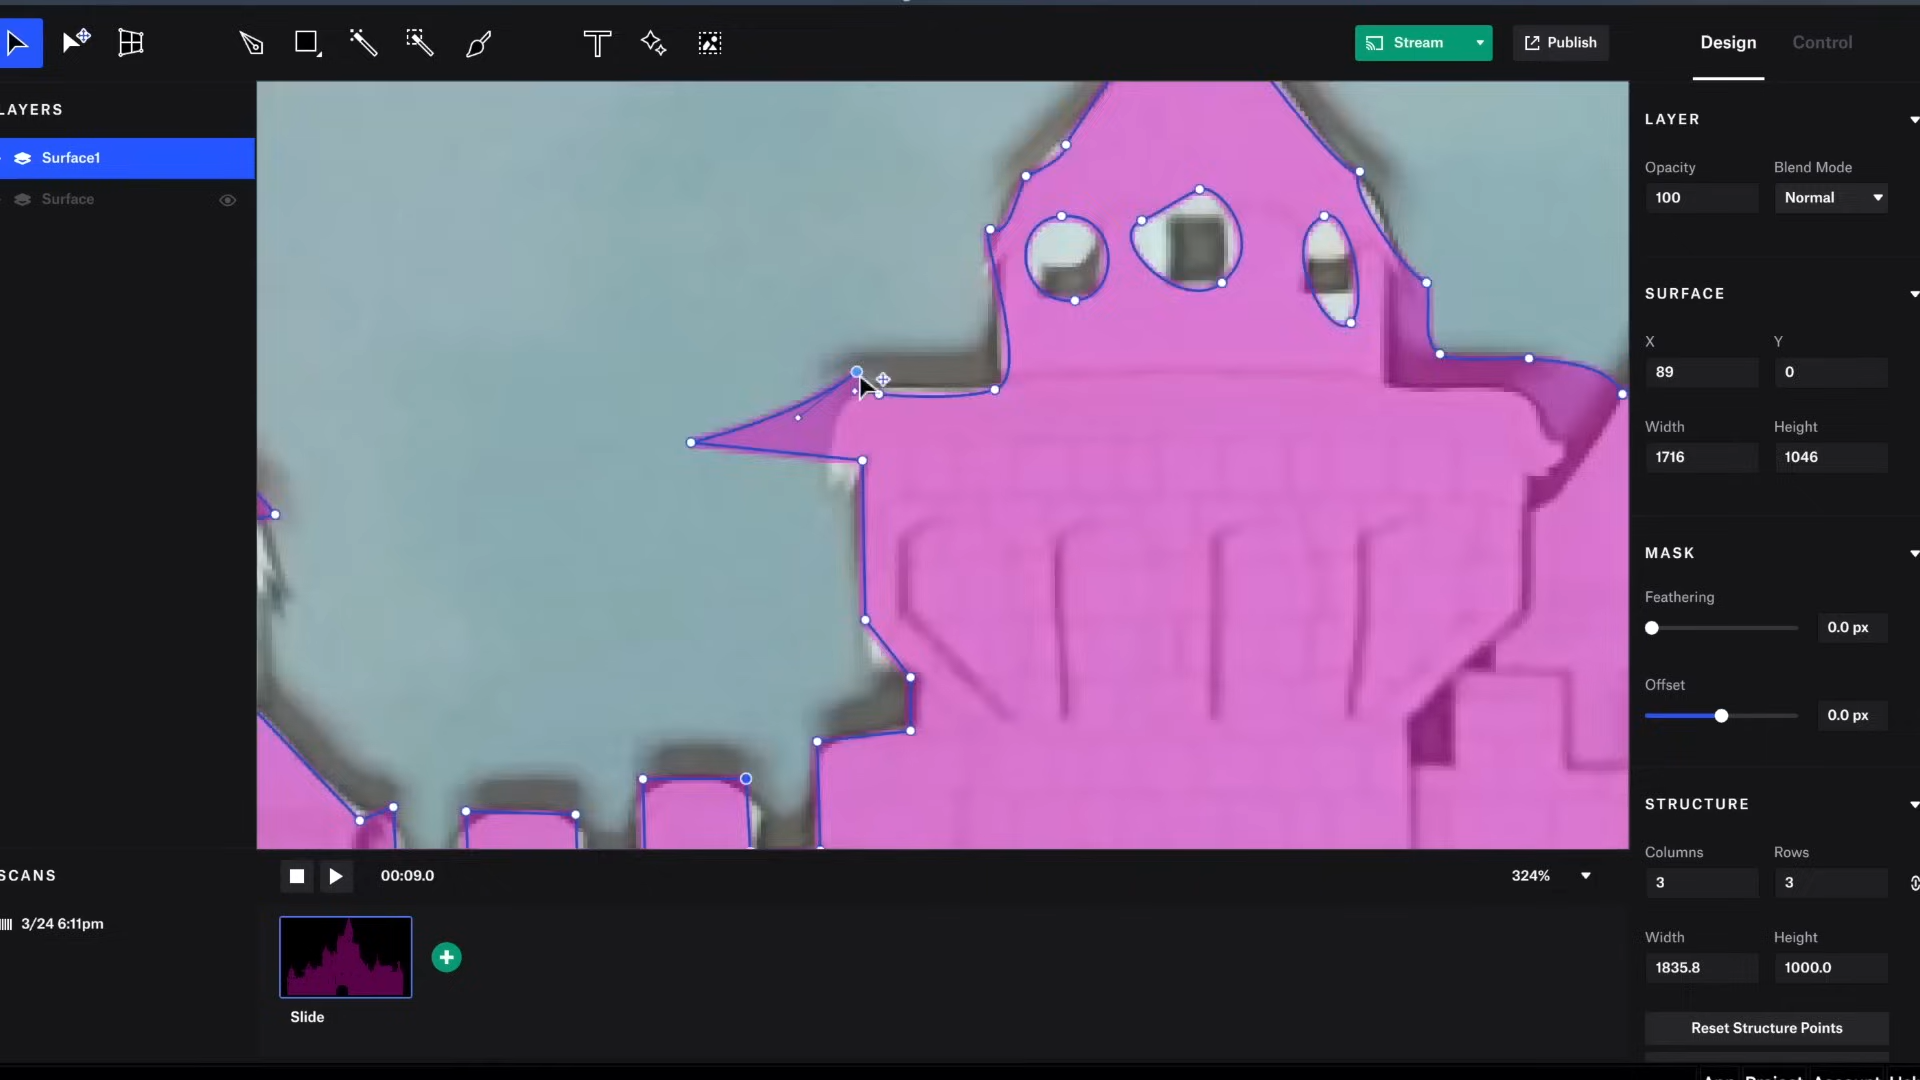 Stream
Publish
Design
Control
LAYERS
Surface1
Surface
LAYER
Opacity
Blend Mode
100
Normal
SURFACE
X
Y
89
0
Width
Height
1716
1046
MASK
Feathering
0.0 px
Offset
0.0 px
STRUCTURE
Columns
Rows
3
3
Width
Height
1835.8
1000.0
Reset Structure Points
SCANS
3/24 6:11pm
00:09.0
324%
Slide